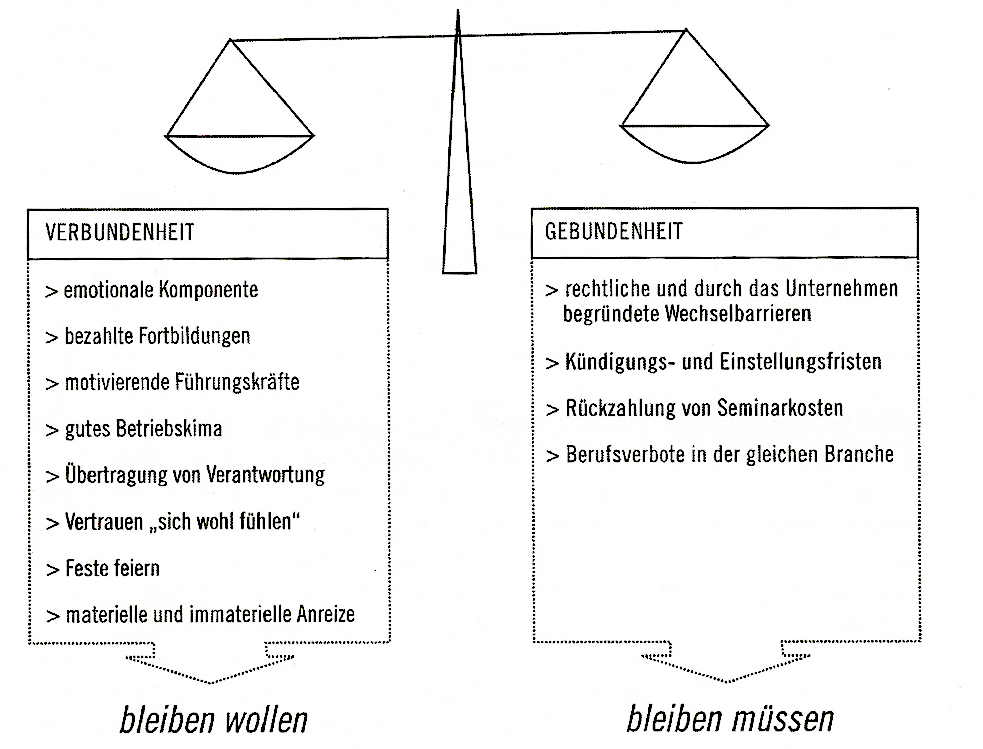 VERBUNDENHEIT
> emotionale Komponente
> bezahlte Fortbildungen
> motivierende Führungskräfte
> gutes Betriebskima
> Übertragung von Verantwortung
> Vertrauen „sich wohl fühlen“
> Feste feiern
> materielle und immaterielle Anreize
bleiben wollen
GEBUNDENHEIT
> rechtliche und durch das Unternehmen
begründete Wechselbarrieren
> Kündigungs- und Einstellungsfristen
> Rückzahlung von Seminarkosten
> Berufsverbote in der gleichen Branche
bleiben müssen